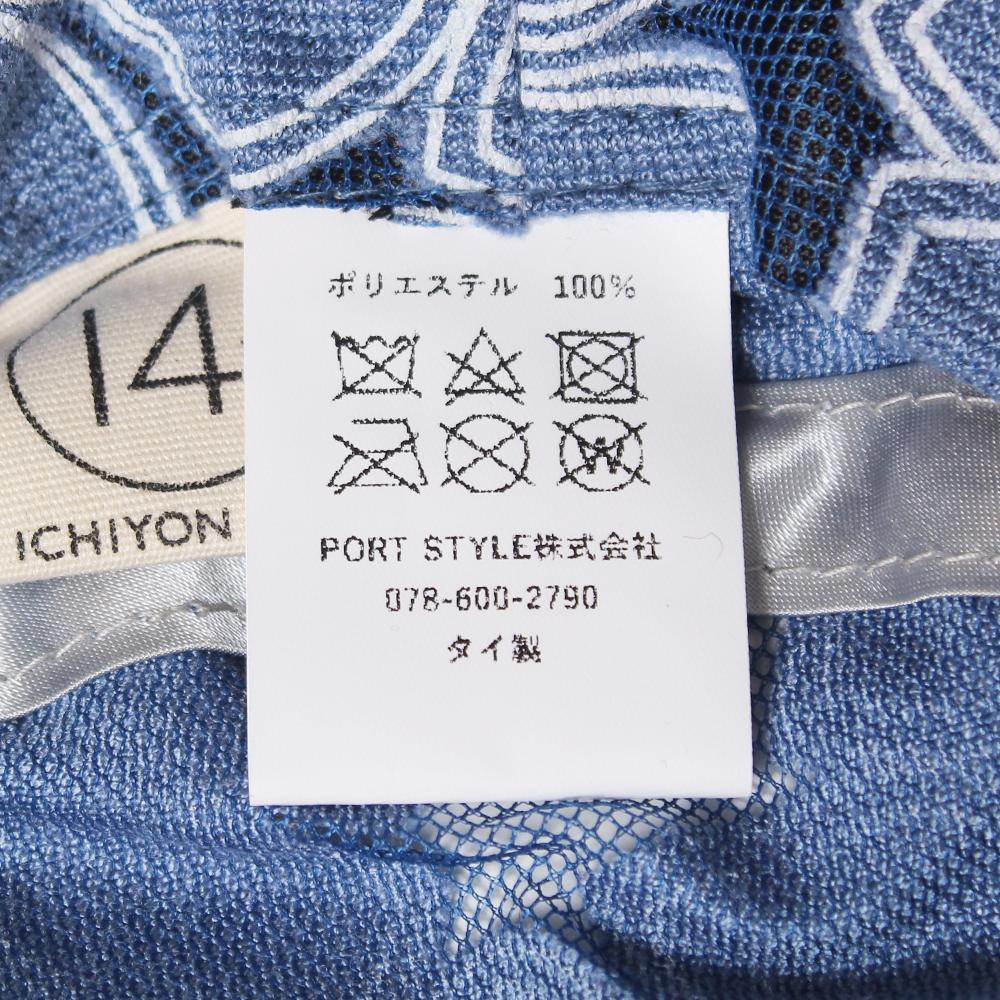 14
ICHIYON
ポリエステル 100%
W
PORT STYLE株式会社
078-600-2790
タイ製